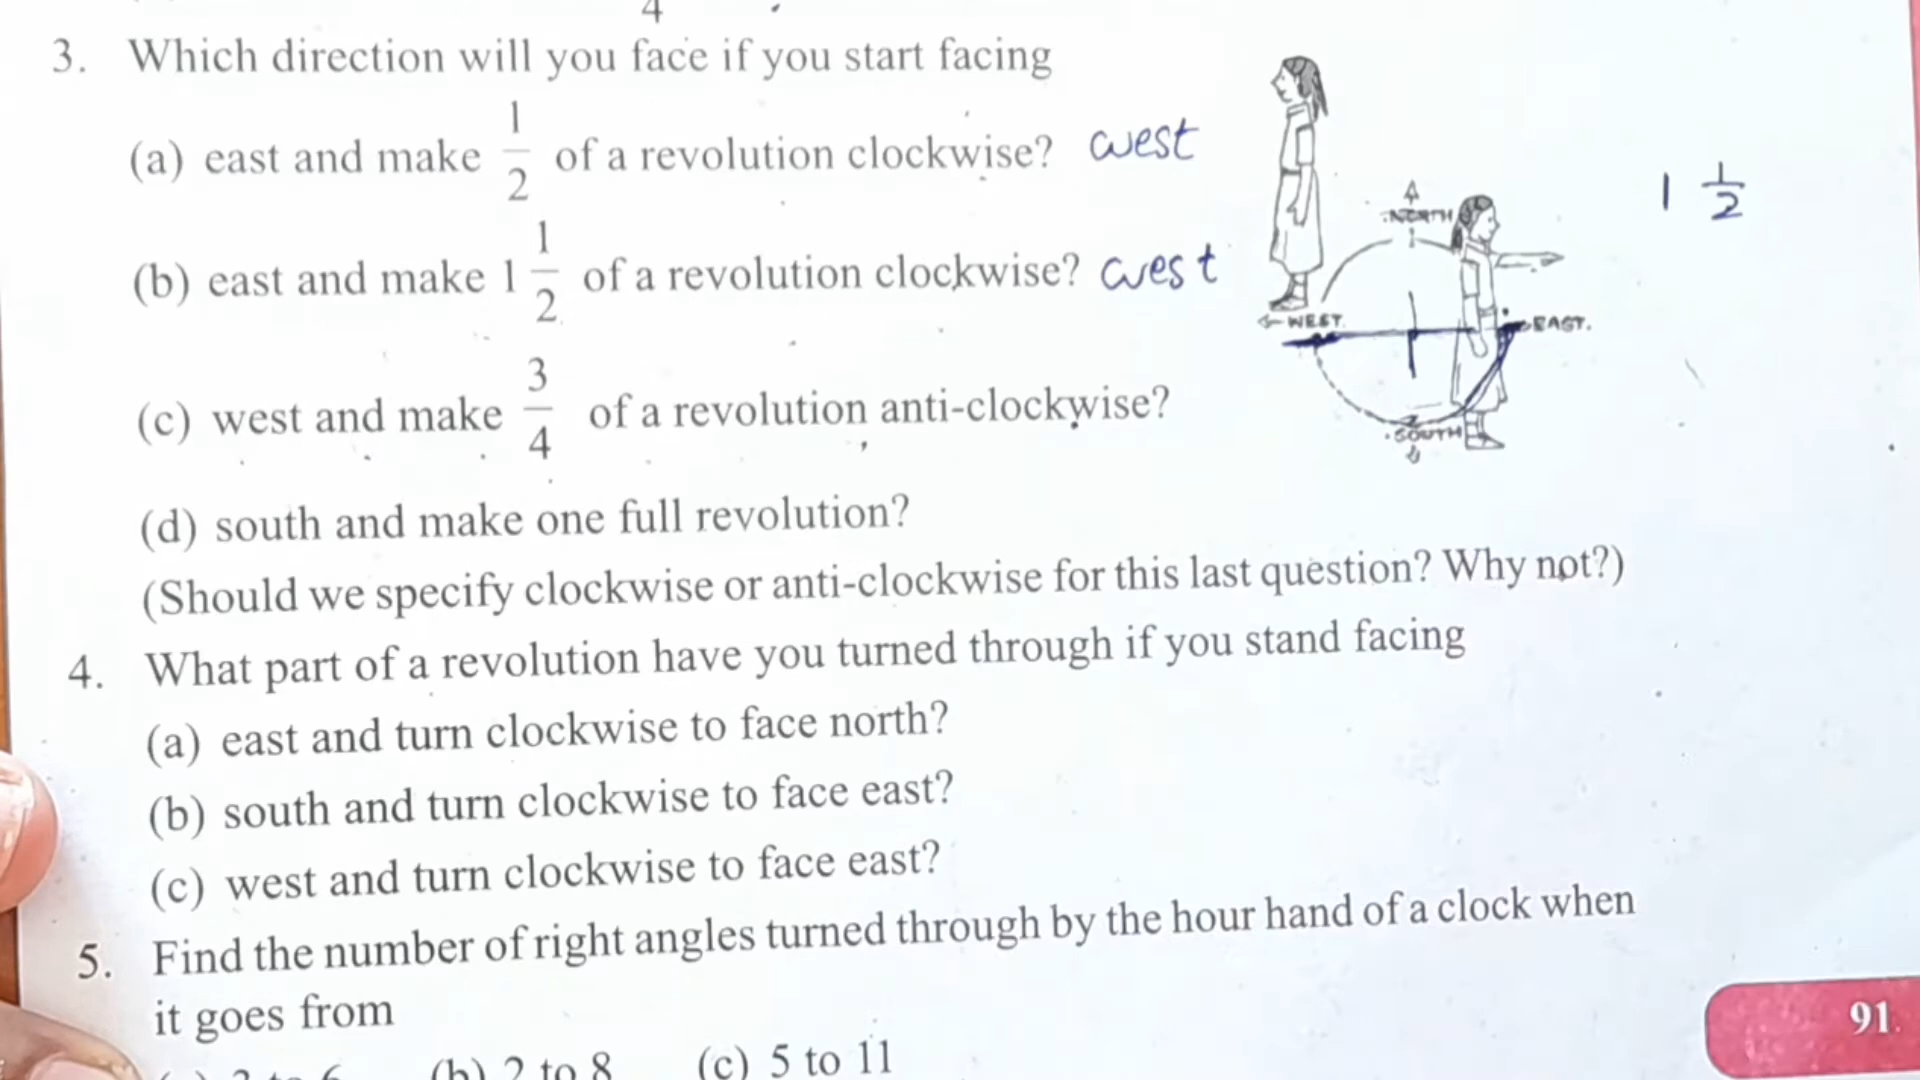 4
3. Which direction will you face if you start facing
(a) east and make 1/2 of a revolution clockwise? west
(b) east and make 1 1/2 of a revolution clockwise? west
(c) west and make 3/4 of a revolution anti-clockwise?
(d) south and make one full revolution?
(Should we specify clockwise or anti-clockwise for this last question? Why not?)
NORTH
WEST.
EAST.
SOUTH
1 1/2
4. What part of a revolution have you turned through if you stand facing
(a) east and turn clockwise to face north?
(b) south and turn clockwise to face east?
(c) west and turn clockwise to face east?
5. Find the number of right angles turned through by the hour hand of a clock when
it goes from
(b) 2 to 8 (c) 5 to 11
91